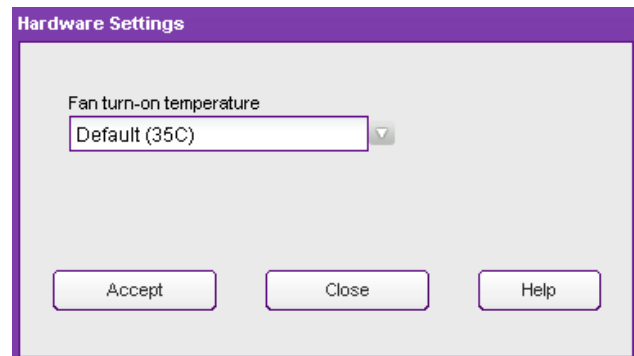 Hardware Settings
Fan turn-on temperature
Default (35C)
Accept
Close
Help